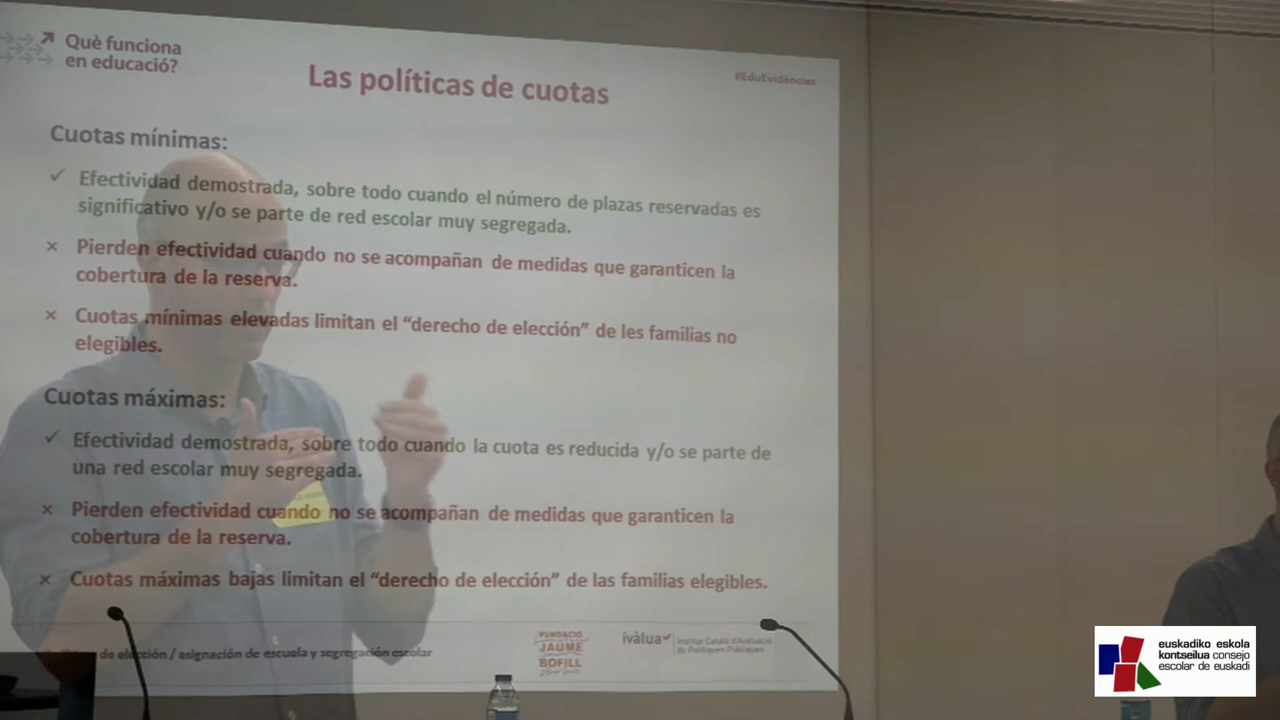 Què funciona
en educació?
#EduEvidències
Las políticas de cuotas
Cuotas mínimas:
✓ Efectividad demostrada, sobre todo cuando el número de plazas reservadas es
significativo y/o se parte de red escolar muy segregada.
× Pierden efectividad cuando no se acompañan de medidas que garanticen la
cobertura de la reserva.
× Cuotas mínimas elevadas limitan el “derecho de elección” de les familias no
elegibles.
Cuotas máximas:
✓ Efectividad demostrada, sobre todo cuando la cuota es reducida y/o se parte de
una red escolar muy segregada.
× Pierden efectividad cuando no se acompañan de medidas que garanticen la
cobertura de la reserva.
× Cuotas máximas bajas limitan el “derecho de elección” de las familias elegibles.
de elección / asignación de escuela y segregación escolar
FUNDACIÓ
JAUME
BOFILL
ivàlua
Institut Català d'Avaluació
de Polítiques Públiques
euskadiko eskola
kontseilua consejo
escolar de euskadi